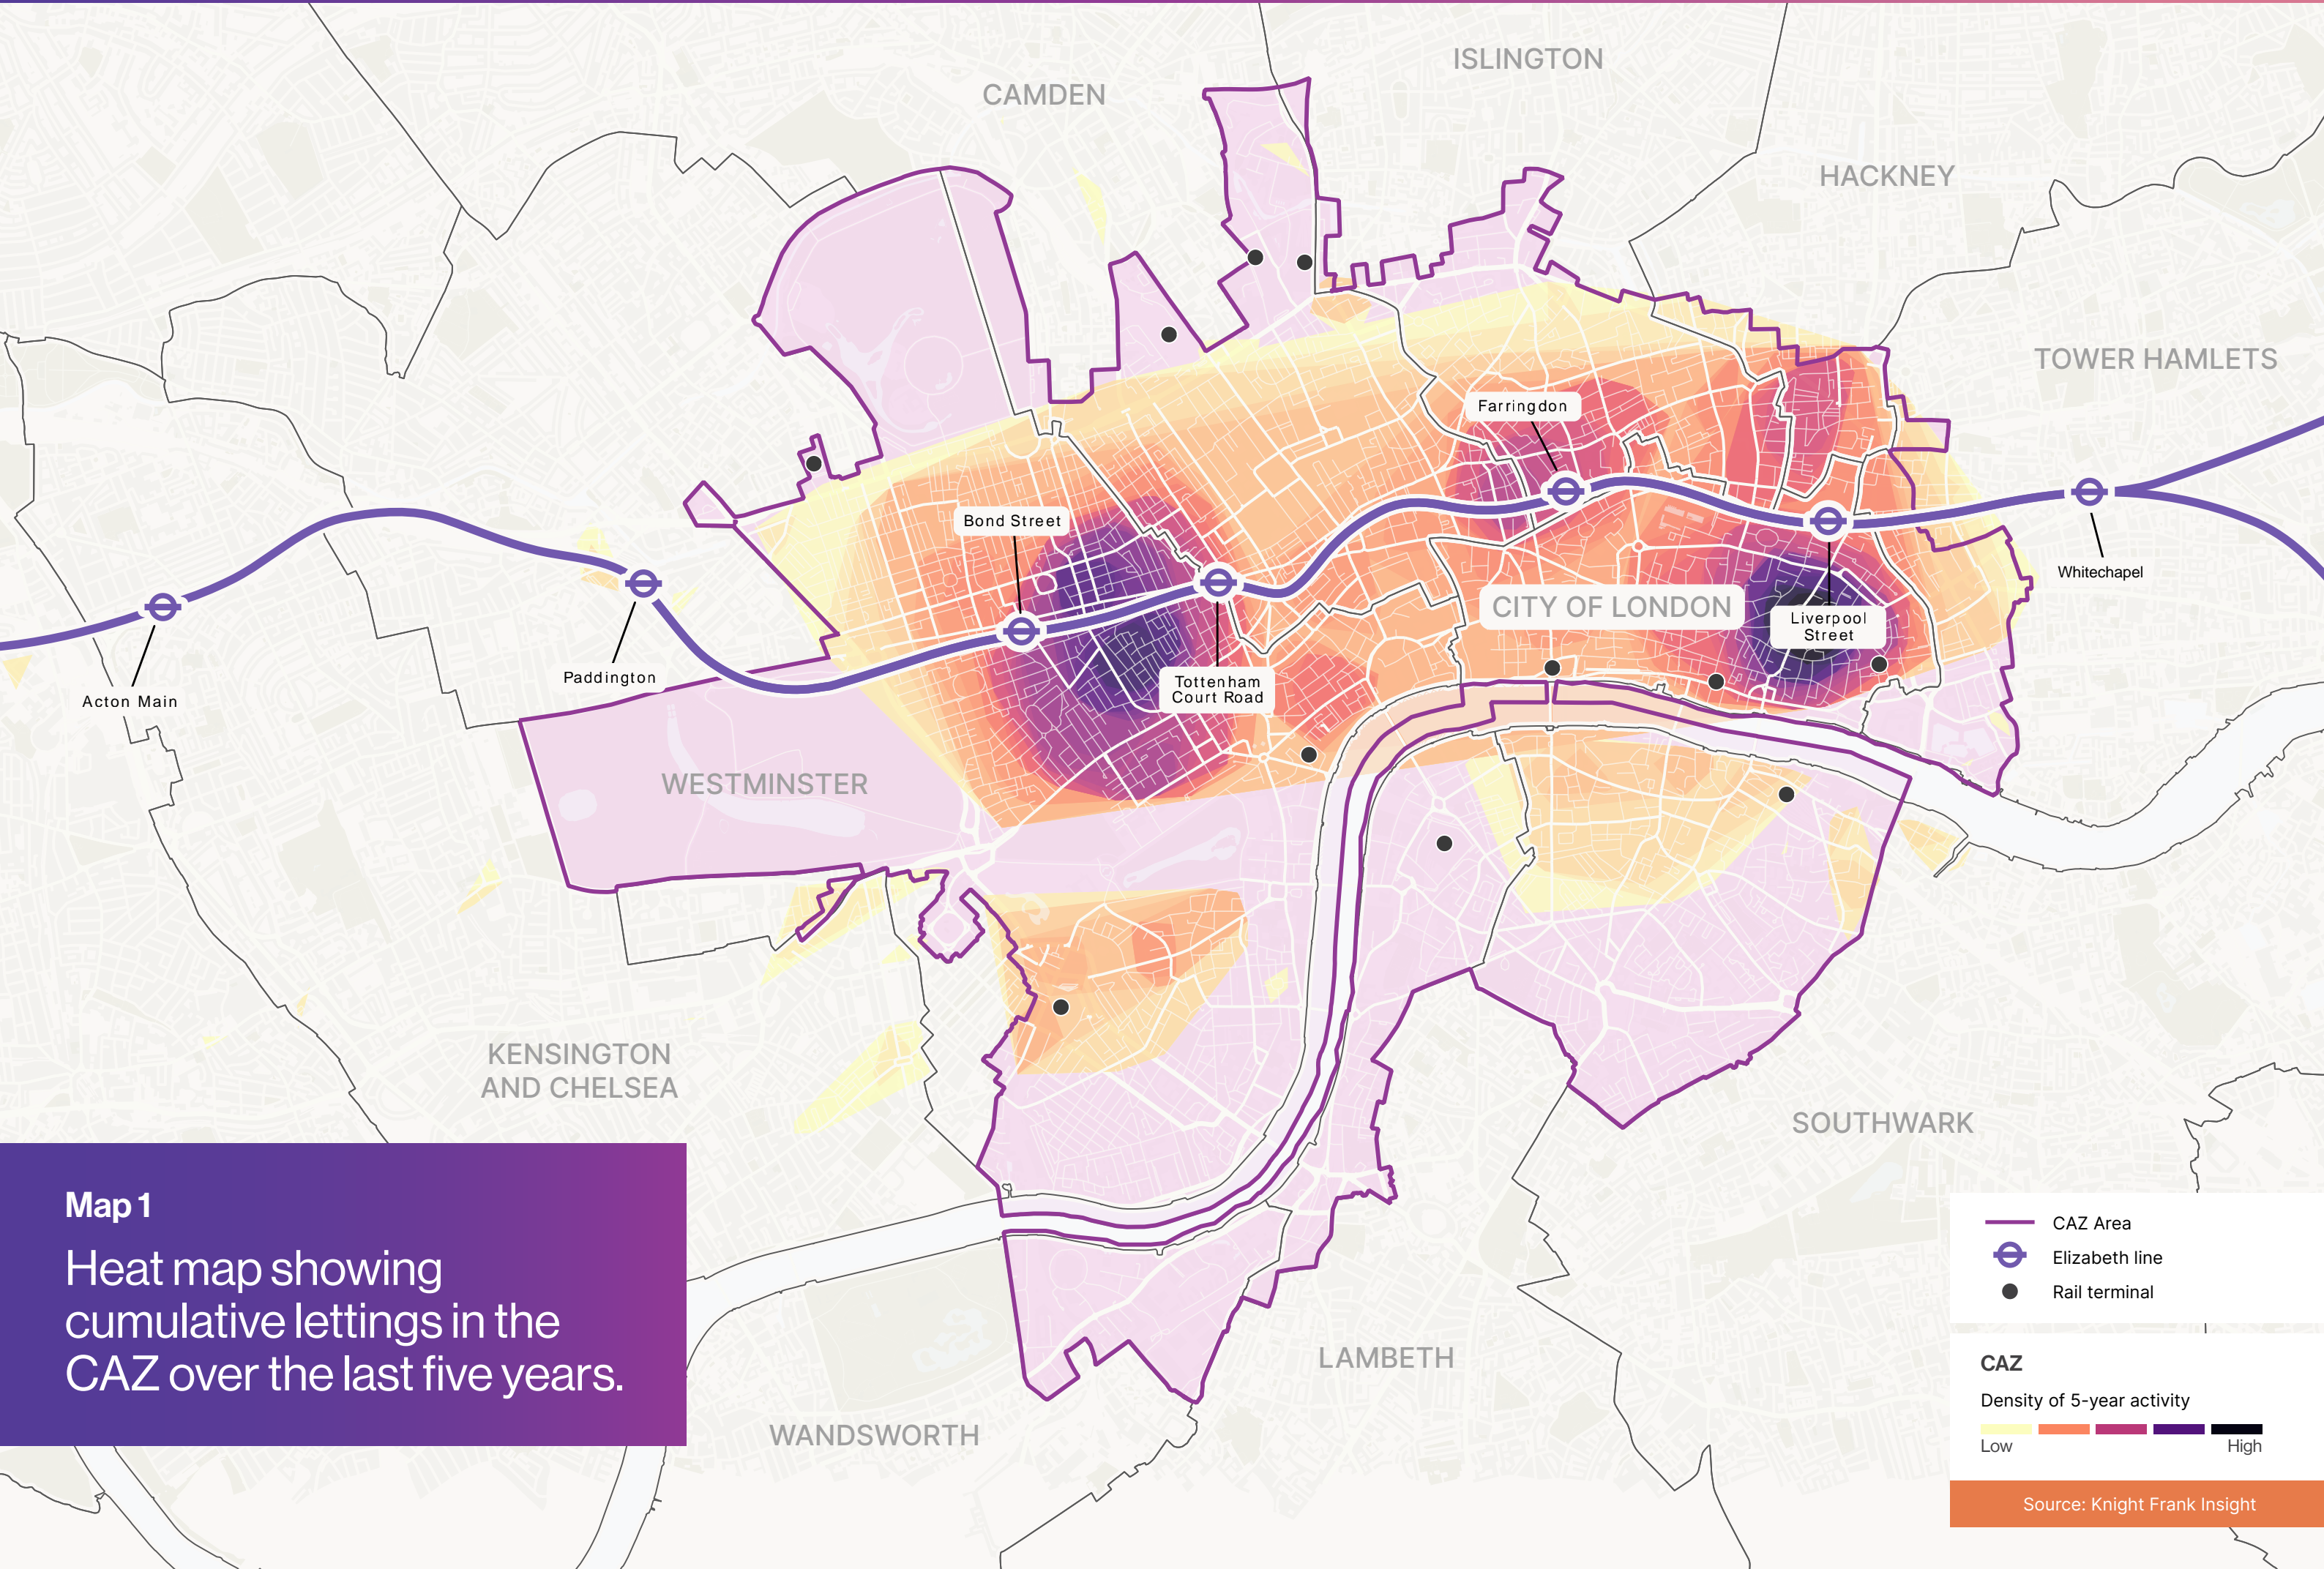 ISLINGTON
CAMDEN
HACKNEY
TOWER HAMLETS
Farringdon
Bond Street
Whitechapel
CITY OF LONDON
Liverpool
Street
Paddington
Tottenham
Court Road
Acton Main
WESTMINSTER
KENSINGTON
AND CHELSEA
SOUTHWARK
LAMBETH
WANDSWORTH
Map 1
Heat map showing
cumulative lettings in the
CAZ over the last five years.
CAZ Area
Elizabeth line
Rail terminal
CAZ
Density of 5-year activity
Low High
Source: Knight Frank Insight